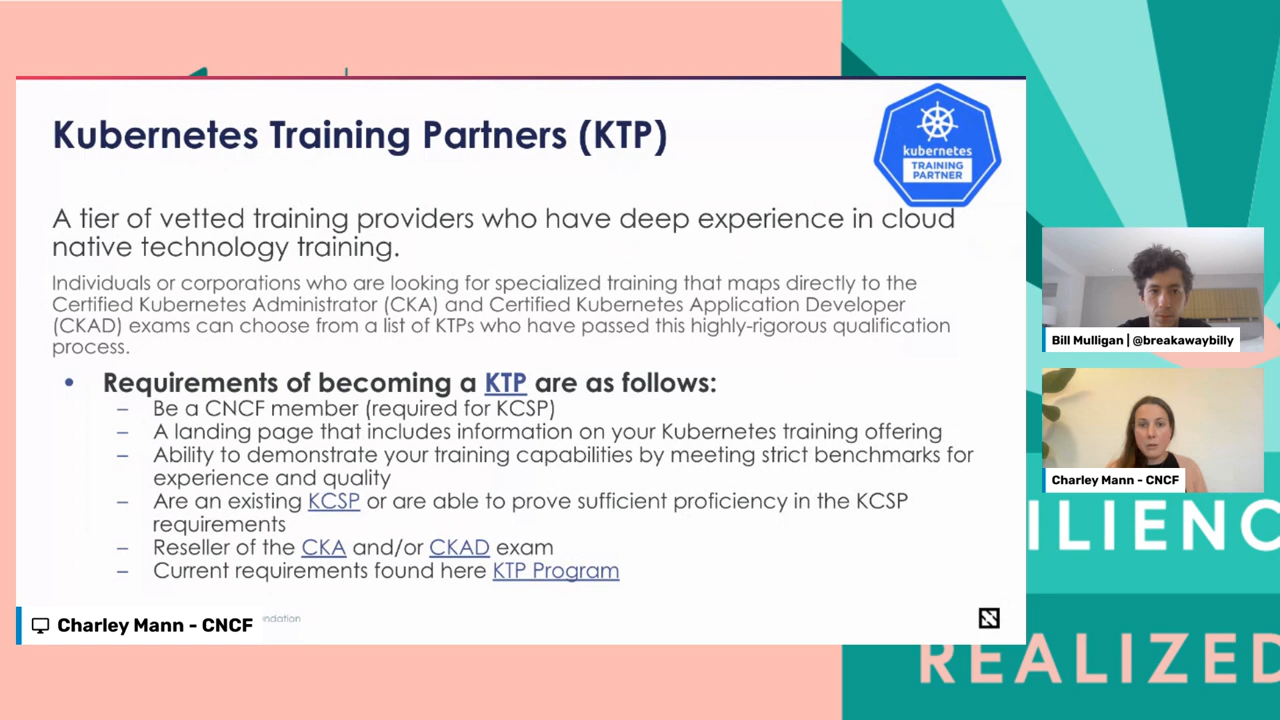 Kubernetes Training Partners (KTP)
kubernetes
TRAINING
PARTNER
A tier of vetted training providers who have deep experience in cloud
native technology training.
Individuals or corporations who are looking for specialized training that maps directly to the
Certified Kubernetes Administrator (CKA) and Certified Kubernetes Application Developer
(CKAD) exams can choose from a list of KTPs who have passed this highly-rigorous qualification
process.
• Requirements of becoming a KTP are as follows:
– Be a CNCF member (required for KCSP)
– A landing page that includes information on your Kubernetes training offering
– Ability to demonstrate your training capabilities by meeting strict benchmarks for
experience and quality
– Are an existing KCSP or are able to prove sufficient proficiency in the KCSP
requirements
– Reseller of the CKA and/or CKAD exam
– Current requirements found here KTP Program
Charley Mann - CNCF
ndation
Bill Mulligan | @breakawaybilly
Charley Mann - CNCF
ILIENC
REALIZED